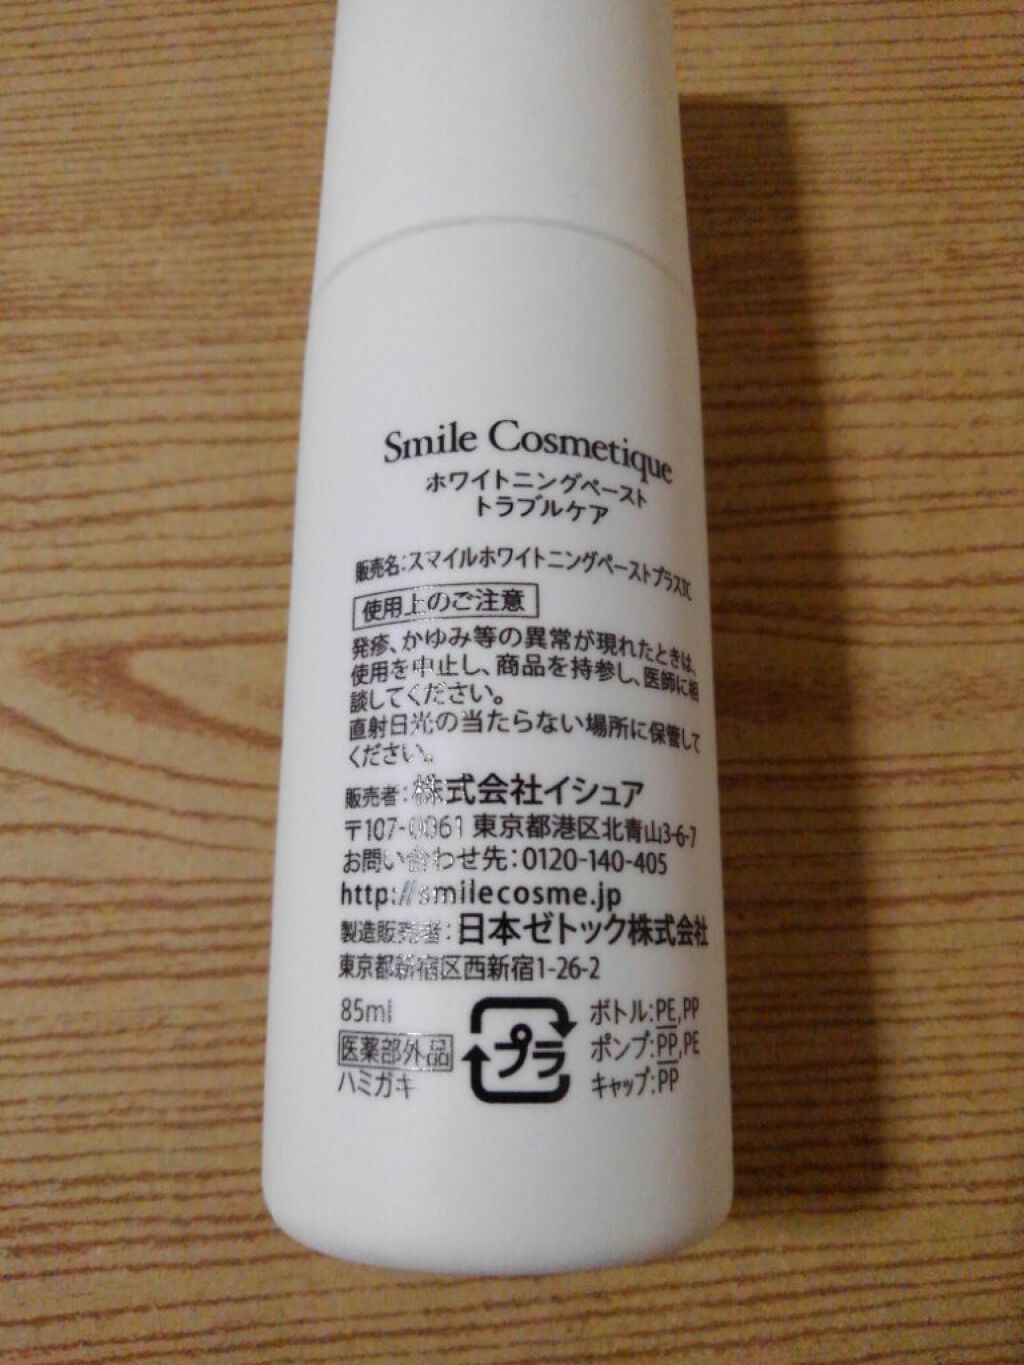 Smile Cosmetique
ホワイトニングペースト
トラブルケア
販売名:スマイルホワイトニングペーストプラスTC
使用上のご注意
発疹、かゆみ等の異常が現れたときは、
使用を中止し、商品を持参し、医師に相
談してください。
直射日光の当たらない場所に保管して
ください。
販売者:株式会社イシュア
〒107-0061 東京都港区北青山3-6-7
お問い合わせ先:0120-140-405
http://smilecosme.jp
製造販売者:日本ゼトック株式会社
東京都新宿区西新宿1-26-2
85ml
医薬部外品
ハミガキ
プラ
ボトル:PE,PP
ポンプ:PP,PE
キャップ:PP